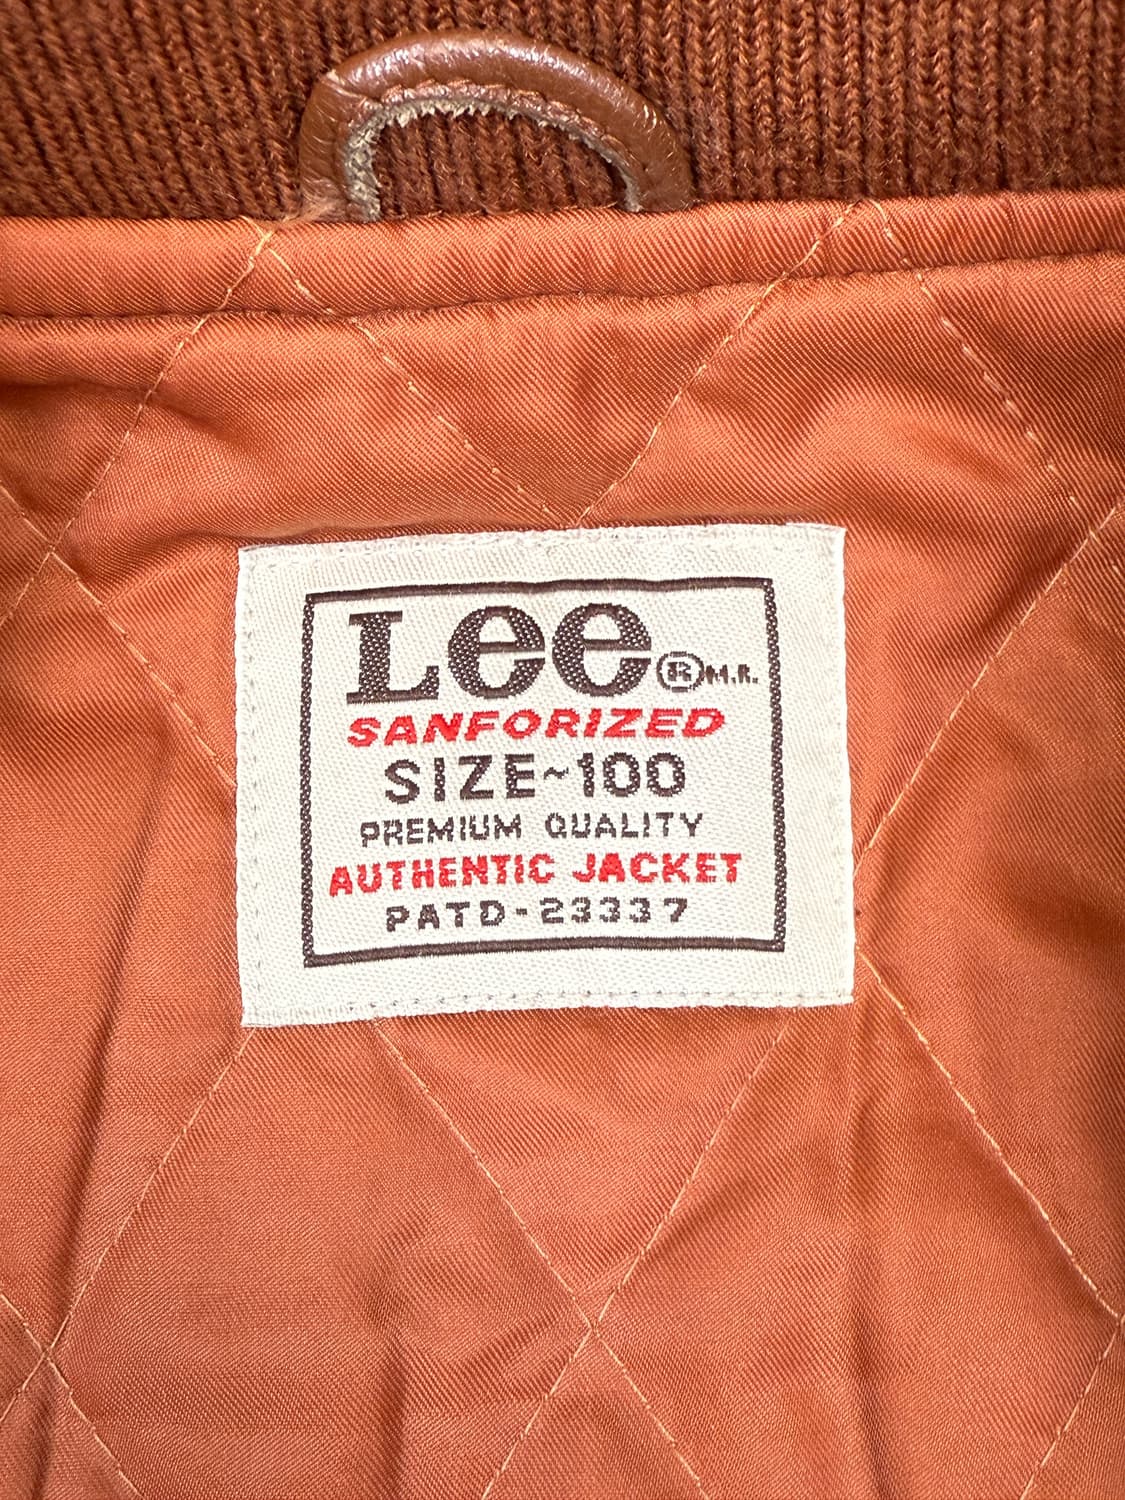 Lee ® M.R.
SANFORIZED
SIZE~100
PREMIUM QUALITY
AUTHENTIC JACKET
PATD-23337